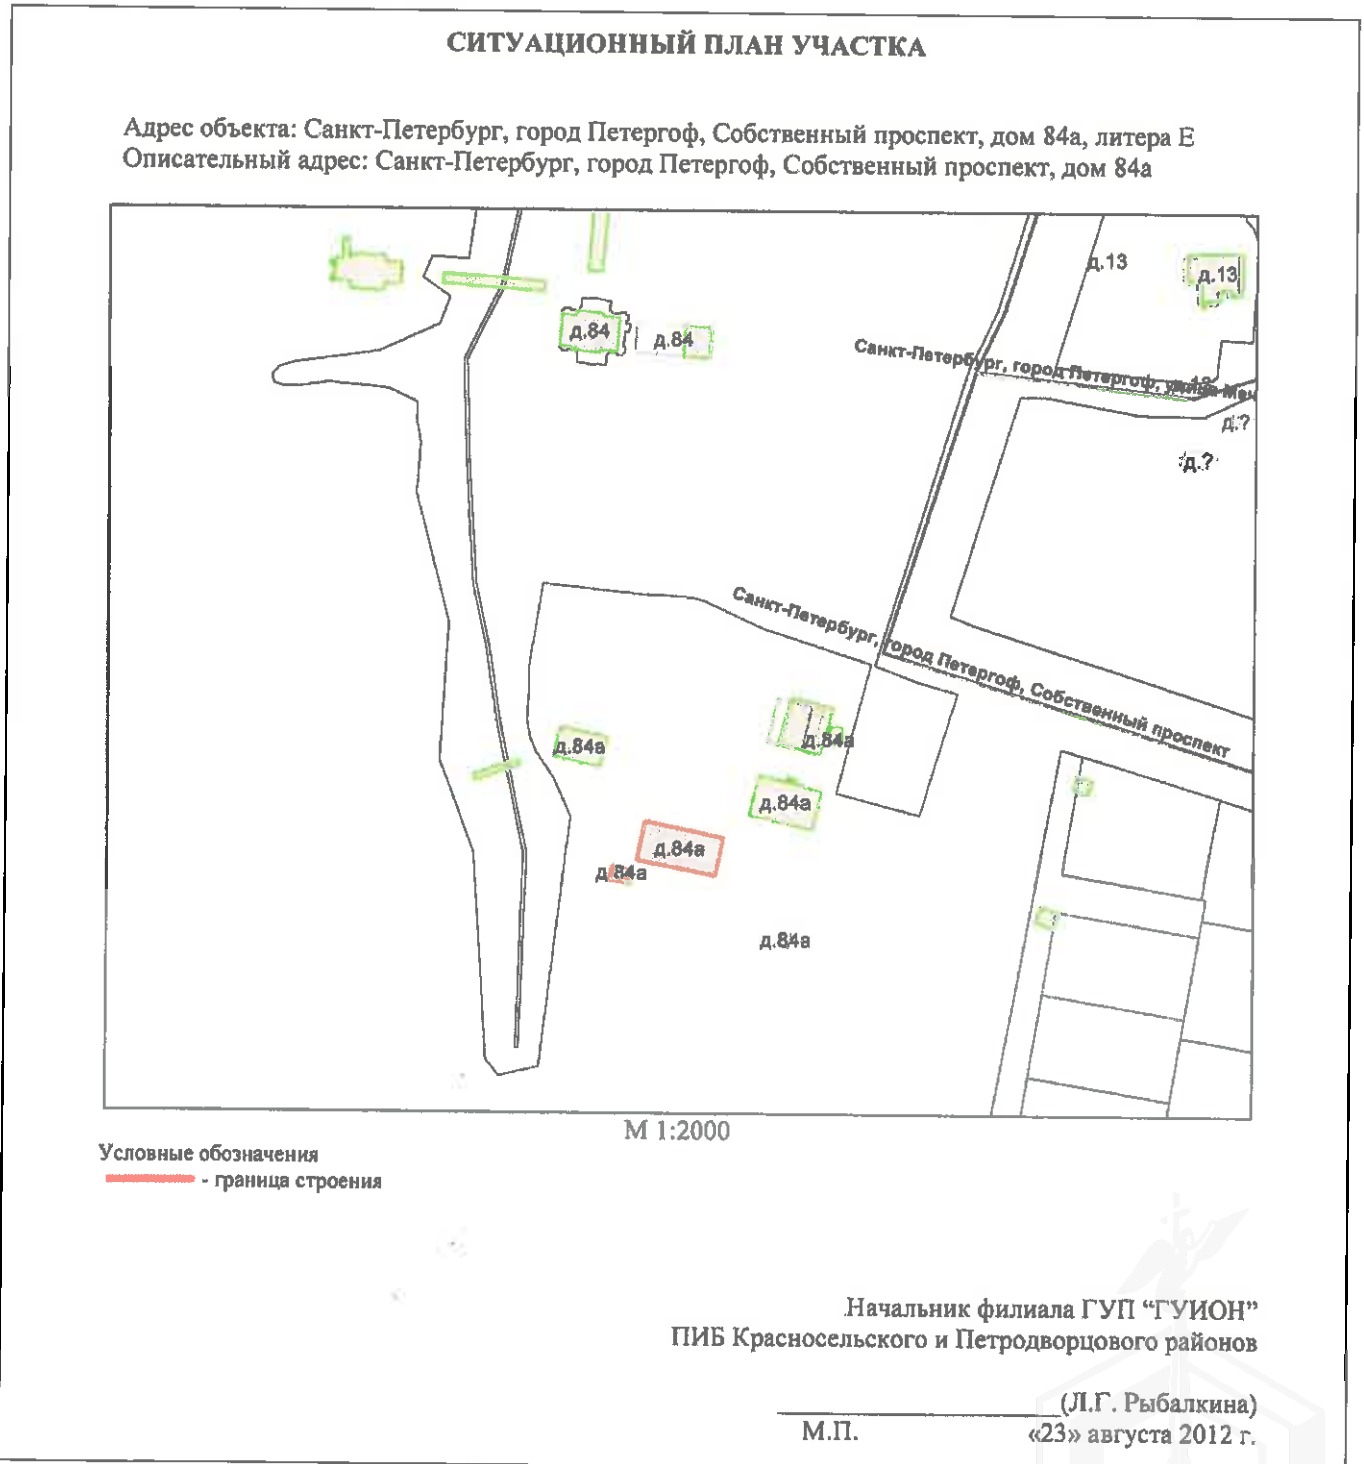 СИТУАЦИОННЫЙ ПЛАН УЧАСТКА
Адрес объекта: Санкт-Петербург, город Петергоф, Собственный проспект, дом 84а, литера Е
Описательный адрес: Санкт-Петербург, город Петергоф, Собственный проспект, дом 84а
д.13
д.13
д.84
д.84
Санкт-Петербург, город Петергоф, улица Меч
д.?
д.?
Санкт-Петербург, город Петергоф, Собственный проспект
д.84а
д.84а
д.84а
д.84а
д.84а
д.84а
М 1:2000
Условные обозначения
- граница строения
Начальник филиала ГУП “ГУИОН”
ПИБ Красносельского и Петродворцового районов
(Л.Г. Рыбалкина)
М.П. «23» августа 2012 г.